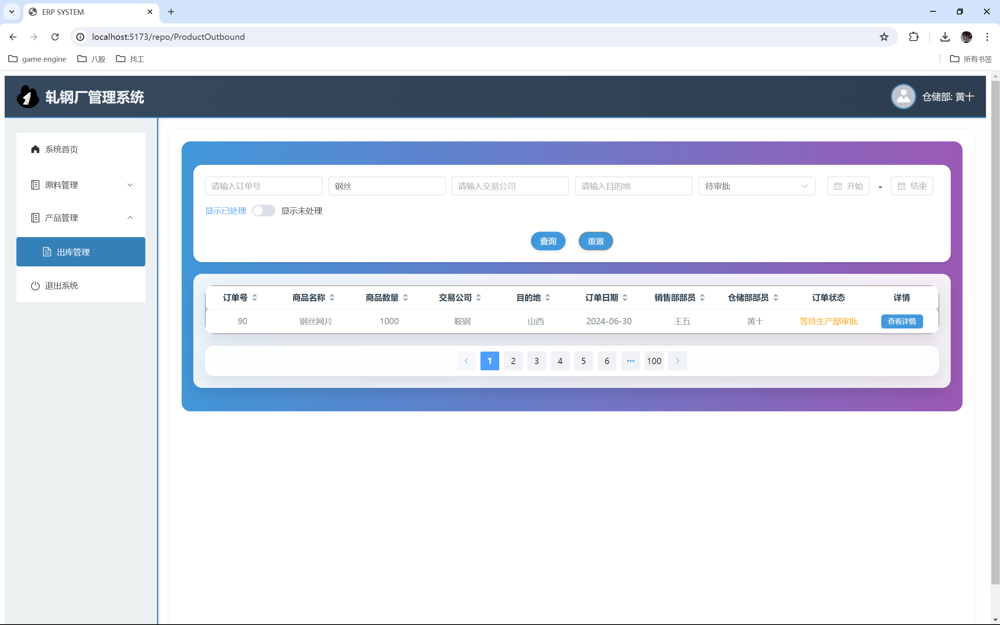 ERP SYSTEM
localhost:5173/repo/ProductOutbound
game engine 八股 找工 所有书签
轧钢厂管理系统 仓储部: 黄十
系统首页
原料管理
产品管理
出库管理
退出系统
请输入订单号 钢丝 请输入交易公司 请输入目的地 待审批 开始 - 结束
显示已处理 显示未处理
查询 重置
订单号 商品名称 商品数量 交易公司 目的地 订单日期 销售部部员 仓储部部员 订单状态 详情
90 钢丝网片 1000 鞍钢 山西 2024-06-30 王五 黄十 等待生产部审批 查看详情
1 2 3 4 5 6 ••• 100